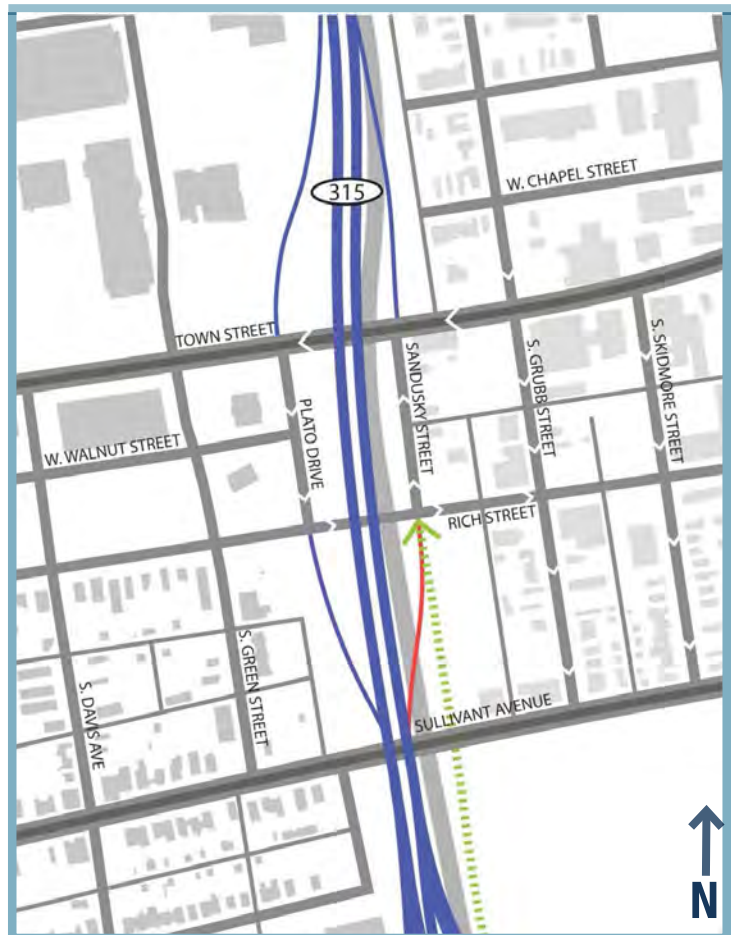 W. CHAPEL STREET
315
TOWN STREET
SANDUSKY STREET
S. GRUBB STREET
S. SKIDMORE STREET
PLATO DRIVE
W. WALNUT STREET
RICH STREET
S. GREEN STREET
S. DAVIS AVE
SULLIVANT AVENUE
N